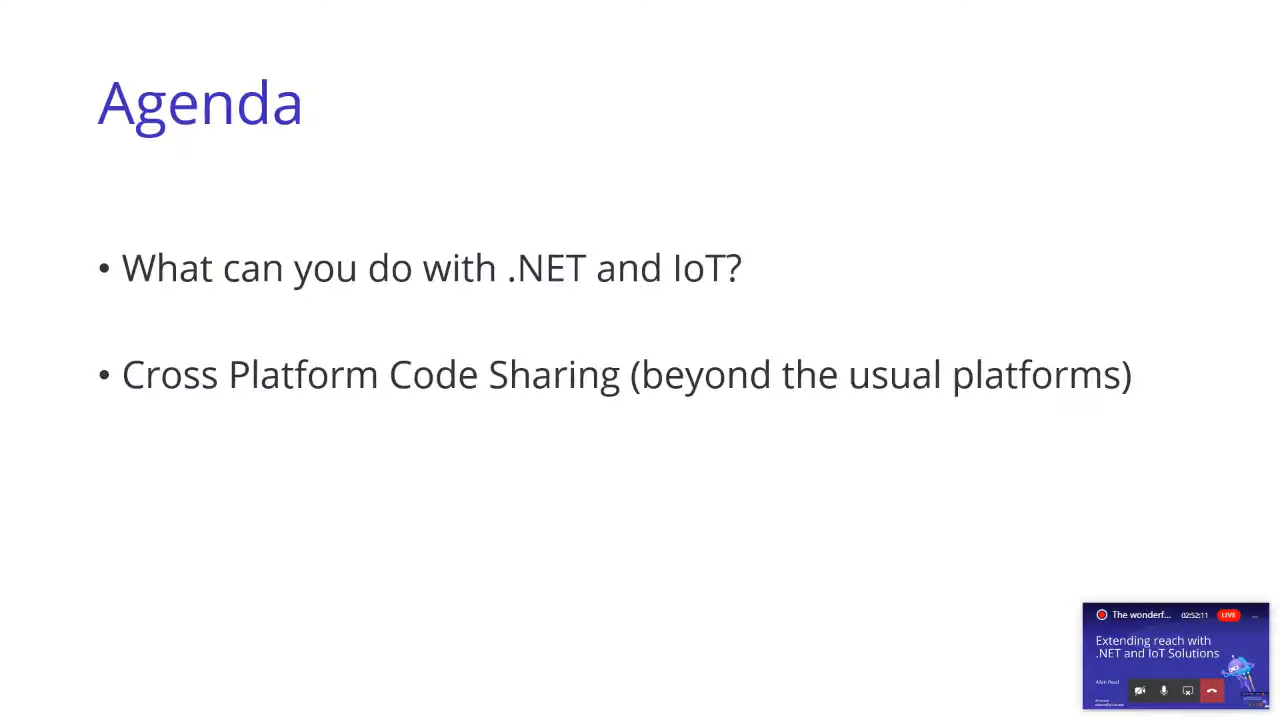 Agenda
• What can you do with .NET and IoT?
• Cross Platform Code Sharing (beyond the usual platforms)
The wonderf... 02:52:11 LIVE
Extending reach with
.NET and IoT Solutions